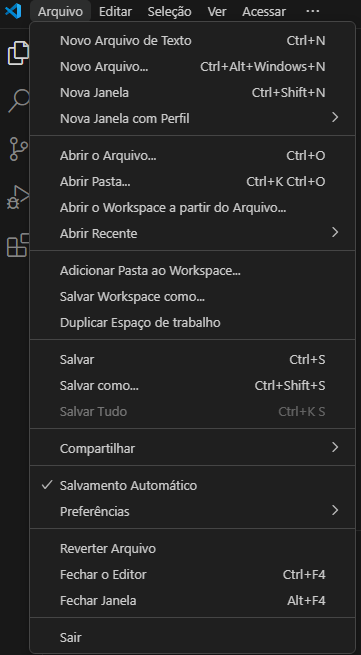 Arquivo Editar Seleção Ver Acessar ...
Novo Arquivo de Texto Ctrl+N
Novo Arquivo... Ctrl+Alt+Windows+N
Nova Janela Ctrl+Shift+N
Nova Janela com Perfil
Abrir o Arquivo... Ctrl+O
Abrir Pasta... Ctrl+K Ctrl+O
Abrir o Workspace a partir do Arquivo...
Abrir Recente
Adicionar Pasta ao Workspace...
Salvar Workspace como...
Duplicar Espaço de trabalho
Salvar Ctrl+S
Salvar como... Ctrl+Shift+S
Salvar Tudo Ctrl+K S
Compartilhar
Salvamento Automático
Preferências
Reverter Arquivo
Fechar o Editor Ctrl+F4
Fechar Janela Alt+F4
Sair